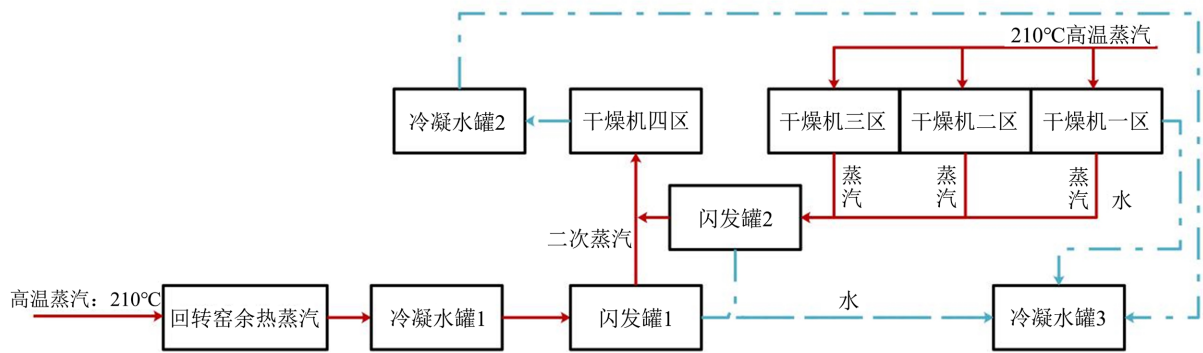 210℃高温蒸汽
冷凝水罐2
干燥机四区
干燥机三区
干燥机二区
干燥机一区
蒸汽
蒸汽
蒸汽
水
闪发罐2
二次蒸汽
高温蒸汽：210℃
回转窑余热蒸汽
冷凝水罐1
闪发罐1
水
冷凝水罐3